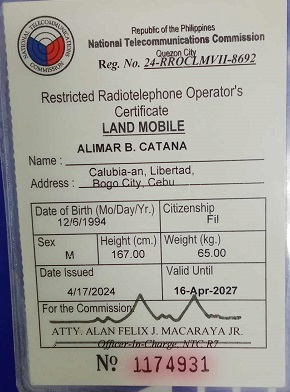 NATIONAL TELECOMMUNICATIONS COMMISSION
Republic of the Philippines
National Telecommunications Commission
Quezon City
Reg. No. 24-RROCLMVII-8692
Restricted Radiotelephone Operator's
Certificate
LAND MOBILE
ALIMAR B. CATANA
Name :
Calubia-an, Libertad,
Address : Bogo City, Cebu
Date of Birth (Mo/Day/Yr.) Citizenship
12/6/1994 Fil
Sex Height (cm.) Weight (kg.)
M 167.00 65.00
Date Issued Valid Until
4/17/2024 16-Apr-2027
For the Commission:
ATTY. ALAN FELIX J. MACARAYA JR.
Officer-In-Charge, NTC R7
No 1174931